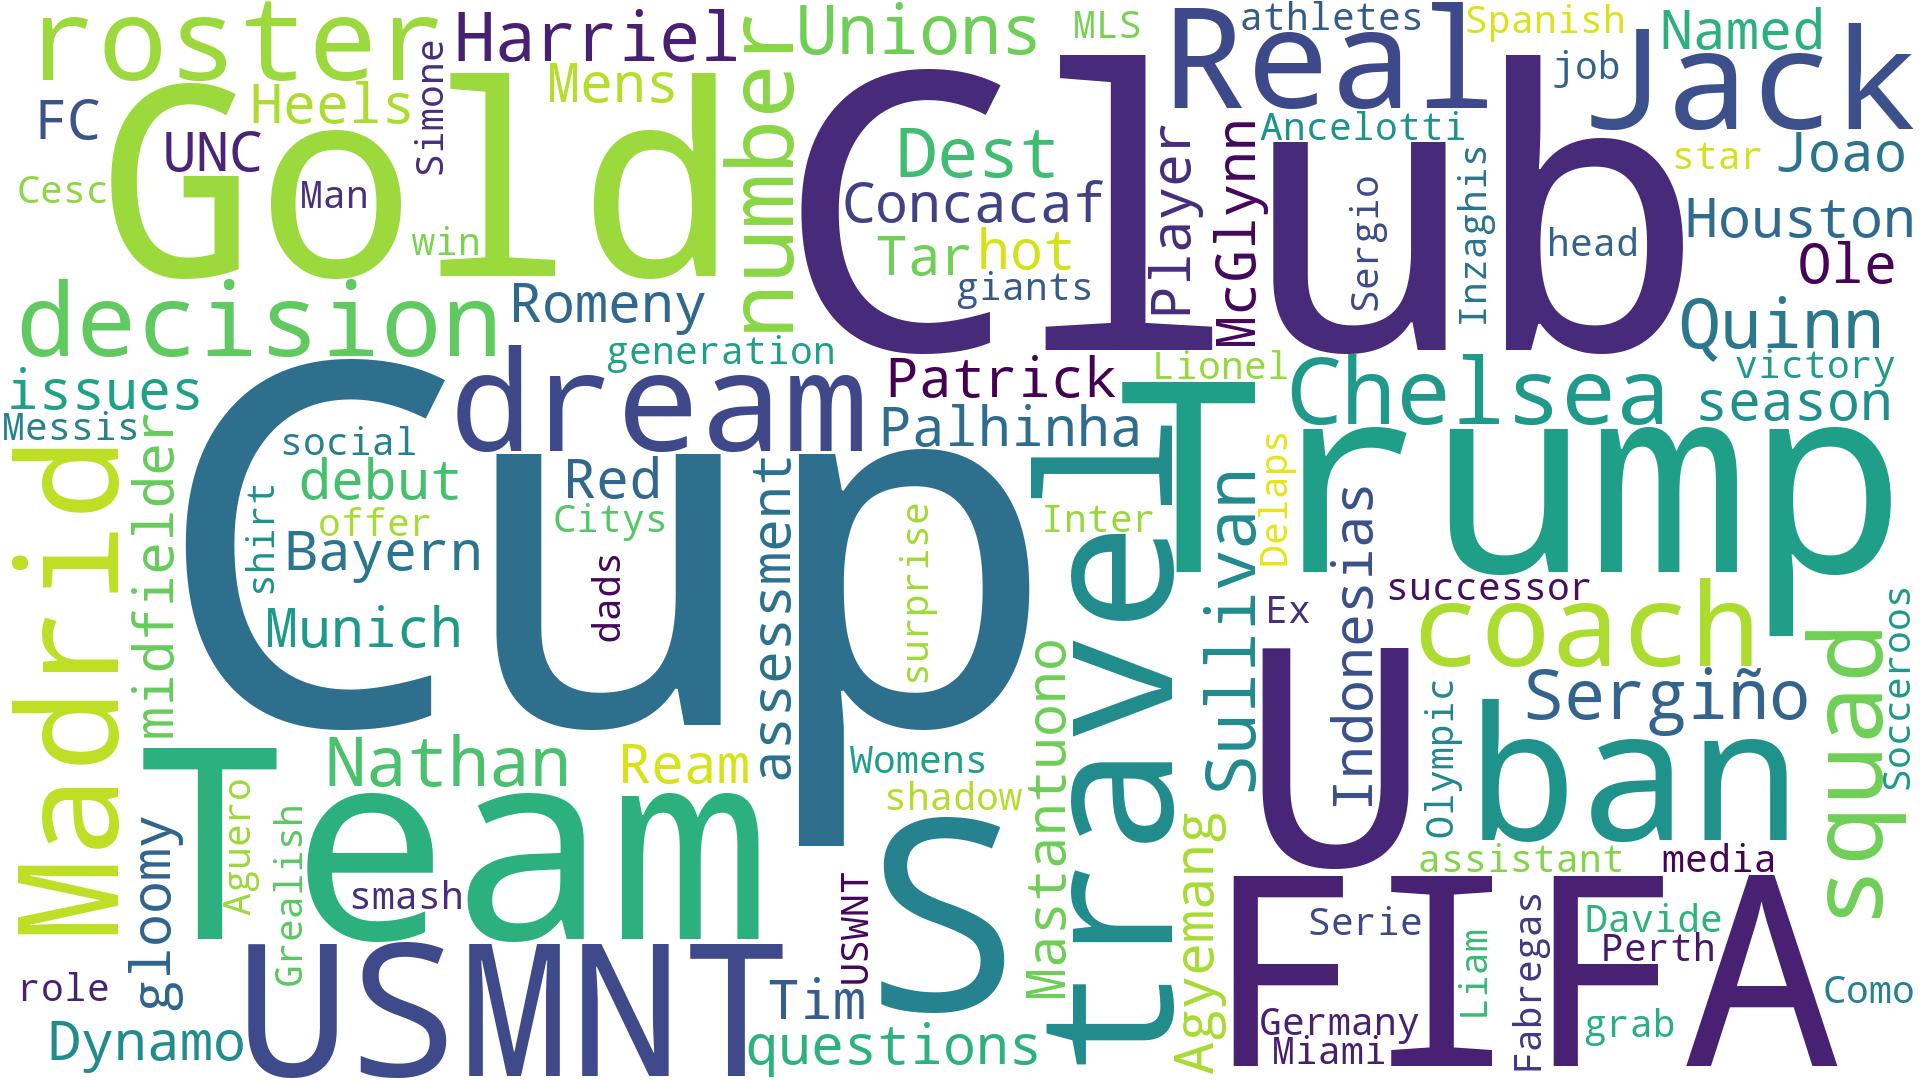 roster
Harriel
Unions
MLS
Real
athletes
Spanish
Named
Jack
job
FC
Heels
Simone
Mens
number
UNC
Gold
Club
Dest
Ancelotti
star
Joao
Cesc
Man
win
Concacaf
Player
McGlynn
Sergio
Inzaghis
head
Houston
Tar
hot
giants
Ole
decision
Romeny
Quinn
generation
dream
Patrick
Lionel
Chelsea
victory
issues
season
Messis
Palhinha
Trump
Madrid
midfielder
social
debut
Red
assessment
offer
Citys
shirt
Bayern
Cup
dads
surprise
Inter
travel
Sullivan
Delaps
Indonesias
Munich
Ex
successor
coach
U
squad
Socceroos
Sergiño
Olympic
ban
Team
Nathan
Ream
Womens
shadow
Mastantuono
gloomy
Aguero
Grealish
smash
S
USWNT
Agyemang
assistant
media
FIFA
Serie
Liam
Fabregas
Davide
Perth
role
USMNT
Tim
Como
Dynamo
questions
Germany
grab
Miami